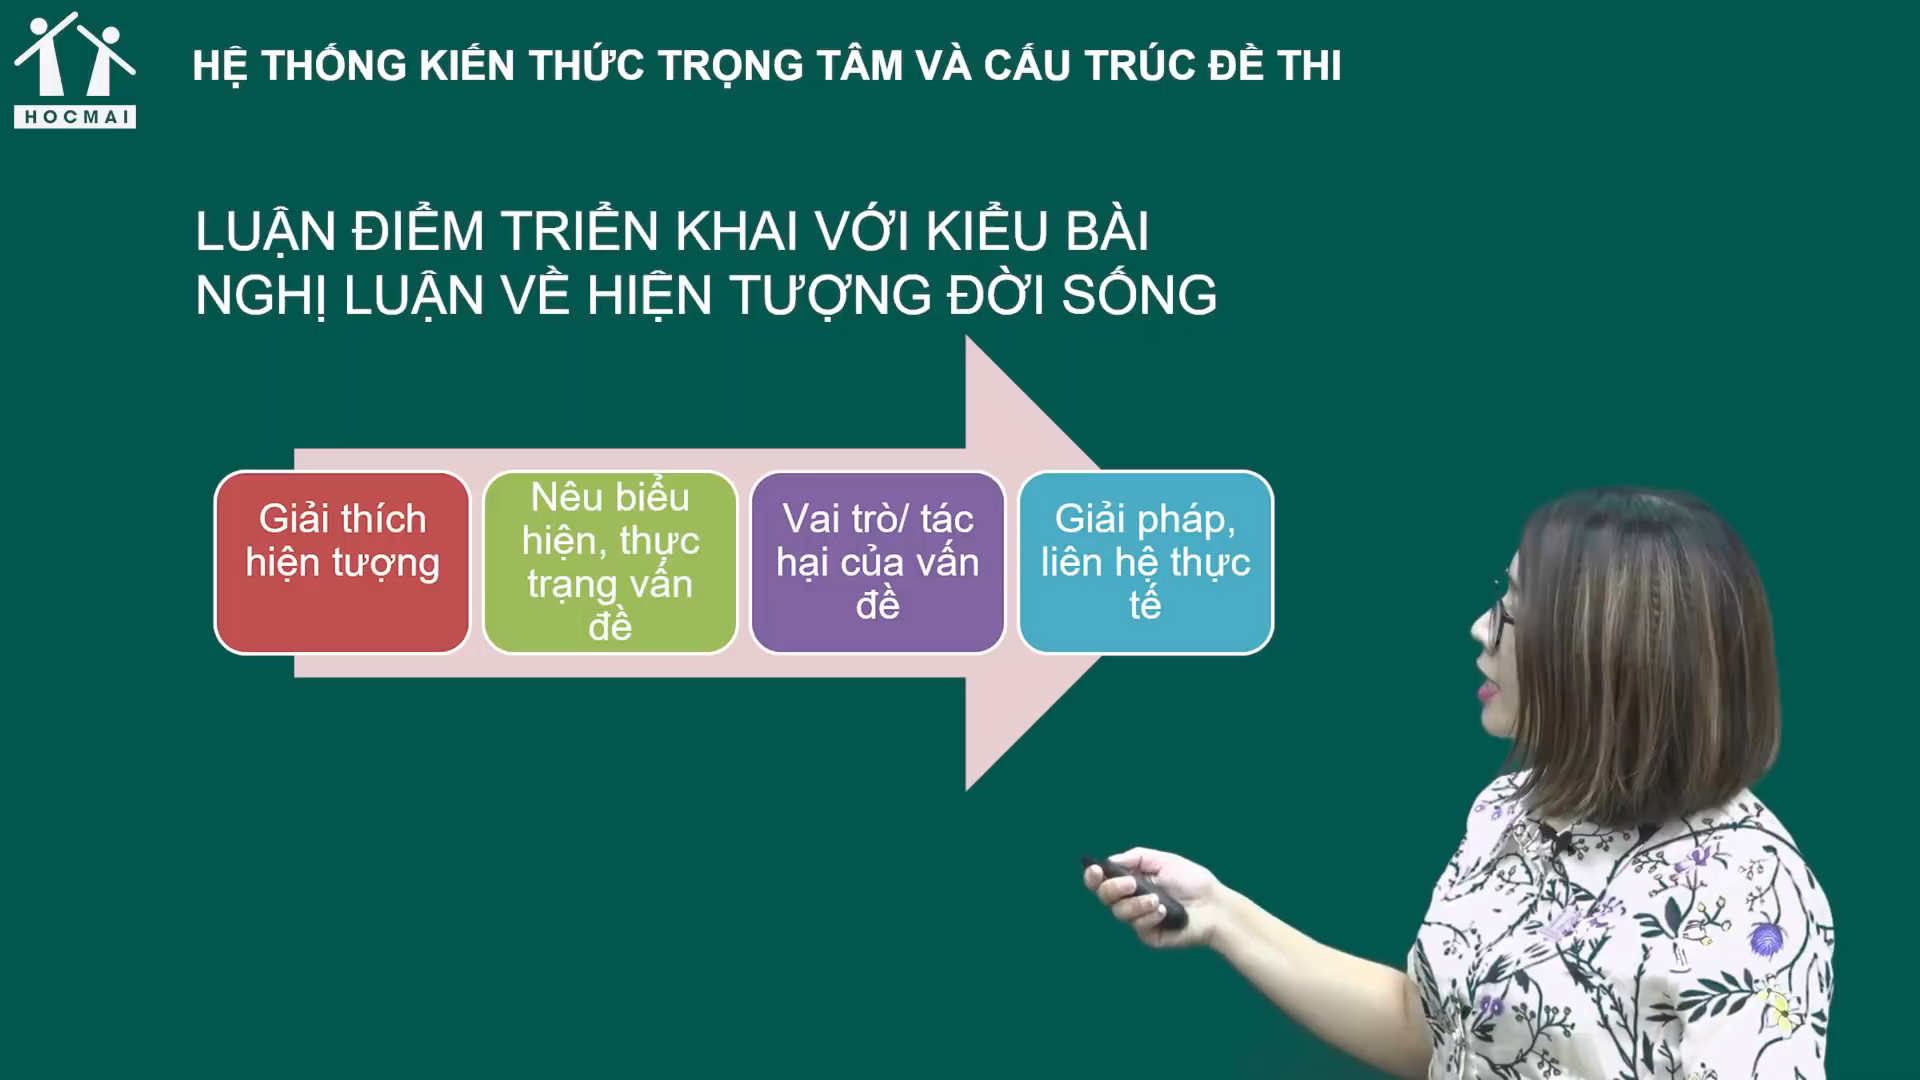 HOCMAI
HỆ THỐNG KIẾN THỨC TRỌNG TÂM VÀ CẤU TRÚC ĐỀ THI
LUẬN ĐIỂM TRIỂN KHAI VỚI KIỂU BÀI
NGHỊ LUẬN VỀ HIỆN TƯỢNG ĐỜI SỐNG
Giải thích
hiện tượng
Nêu biểu
hiện, thực
trạng vấn
đề
Vai trò/ tác
hại của vấn
đề
Giải pháp,
liên hệ thực
tế